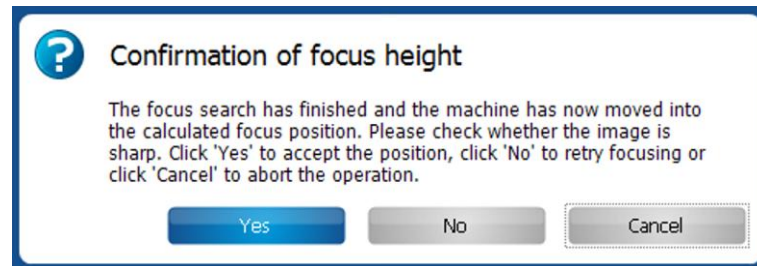 ?
Confirmation of focus height
The focus search has finished and the machine has now moved into
the calculated focus position. Please check whether the image is
sharp. Click 'Yes' to accept the position, click 'No' to retry focusing or
click 'Cancel' to abort the operation.
Yes No Cancel